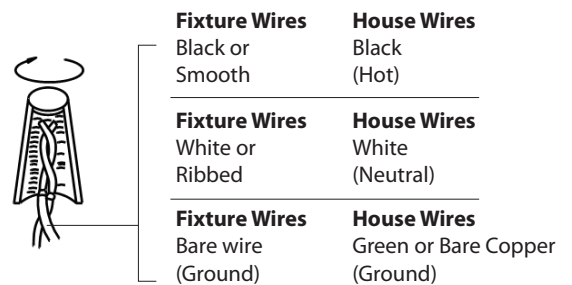 Fixture Wires House Wires
Black or Black
Smooth (Hot)
Fixture Wires House Wires
White or White
Ribbed (Neutral)
Fixture Wires House Wires
Bare wire Green or Bare Copper
(Ground) (Ground)